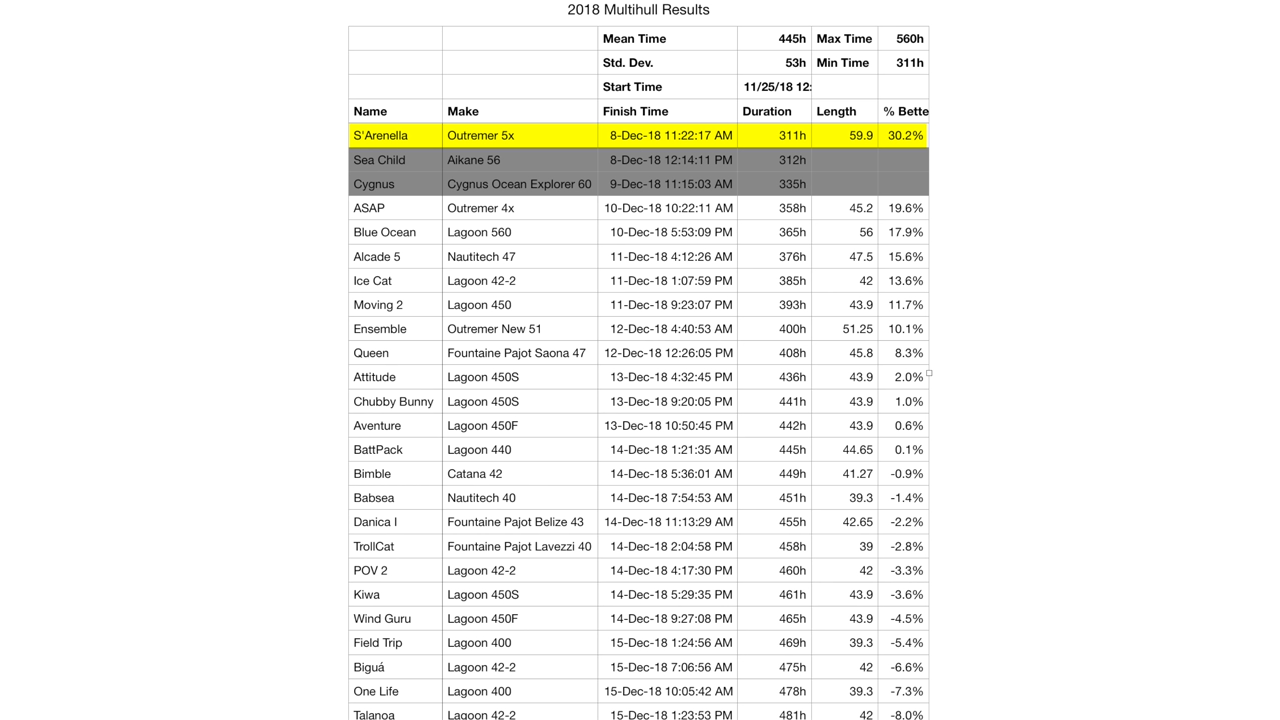 2018 Multihull Results
Mean Time 445h Max Time 560h
Std. Dev. 53h Min Time 311h
Start Time 11/25/18 12:
Name Make Finish Time Duration Length % Bette
S'Arenella Outremer 5x 8-Dec-18 11:22:17 AM 311h 59.9 30.2%
Sea Child Aikane 56 8-Dec-18 12:14:11 PM 312h
Cygnus Cygnus Ocean Explorer 60 9-Dec-18 11:15:03 AM 335h
ASAP Outremer 4x 10-Dec-18 10:22:11 AM 358h 45.2 19.6%
Blue Ocean Lagoon 560 10-Dec-18 5:53:09 PM 365h 56 17.9%
Alcade 5 Nautitech 47 11-Dec-18 4:12:26 AM 376h 47.5 15.6%
Ice Cat Lagoon 42-2 11-Dec-18 1:07:59 PM 385h 42 13.6%
Moving 2 Lagoon 450 11-Dec-18 9:23:07 PM 393h 43.9 11.7%
Ensemble Outremer New 51 12-Dec-18 4:40:53 AM 400h 51.25 10.1%
Queen Fountaine Pajot Saona 47 12-Dec-18 12:26:05 PM 408h 45.8 8.3%
Attitude Lagoon 450S 13-Dec-18 4:32:45 PM 436h 43.9 2.0%
Chubby Bunny Lagoon 450S 13-Dec-18 9:20:05 PM 441h 43.9 1.0%
Aventure Lagoon 450F 13-Dec-18 10:50:45 PM 442h 43.9 0.6%
BattPack Lagoon 440 14-Dec-18 1:21:35 AM 445h 44.65 0.1%
Bimble Catana 42 14-Dec-18 5:36:01 AM 449h 41.27 -0.9%
Babsea Nautitech 40 14-Dec-18 7:54:53 AM 451h 39.3 -1.4%
Danica I Fountaine Pajot Belize 43 14-Dec-18 11:13:29 AM 455h 42.65 -2.2%
TrollCat Fountaine Pajot Lavezzi 40 14-Dec-18 2:04:58 PM 458h 39 -2.8%
POV 2 Lagoon 42-2 14-Dec-18 4:17:30 PM 460h 42 -3.3%
Kiwa Lagoon 450S 14-Dec-18 5:29:35 PM 461h 43.9 -3.6%
Wind Guru Lagoon 450F 14-Dec-18 9:27:08 PM 465h 43.9 -4.5%
Field Trip Lagoon 400 15-Dec-18 1:24:56 AM 469h 39.3 -5.4%
Biguá Lagoon 42-2 15-Dec-18 7:06:56 AM 475h 42 -6.6%
One Life Lagoon 400 15-Dec-18 10:05:42 AM 478h 39.3 -7.3%
Talanoa Lagoon 42-2 15-Dec-18 1:23:53 PM 481h 42 -8.0%